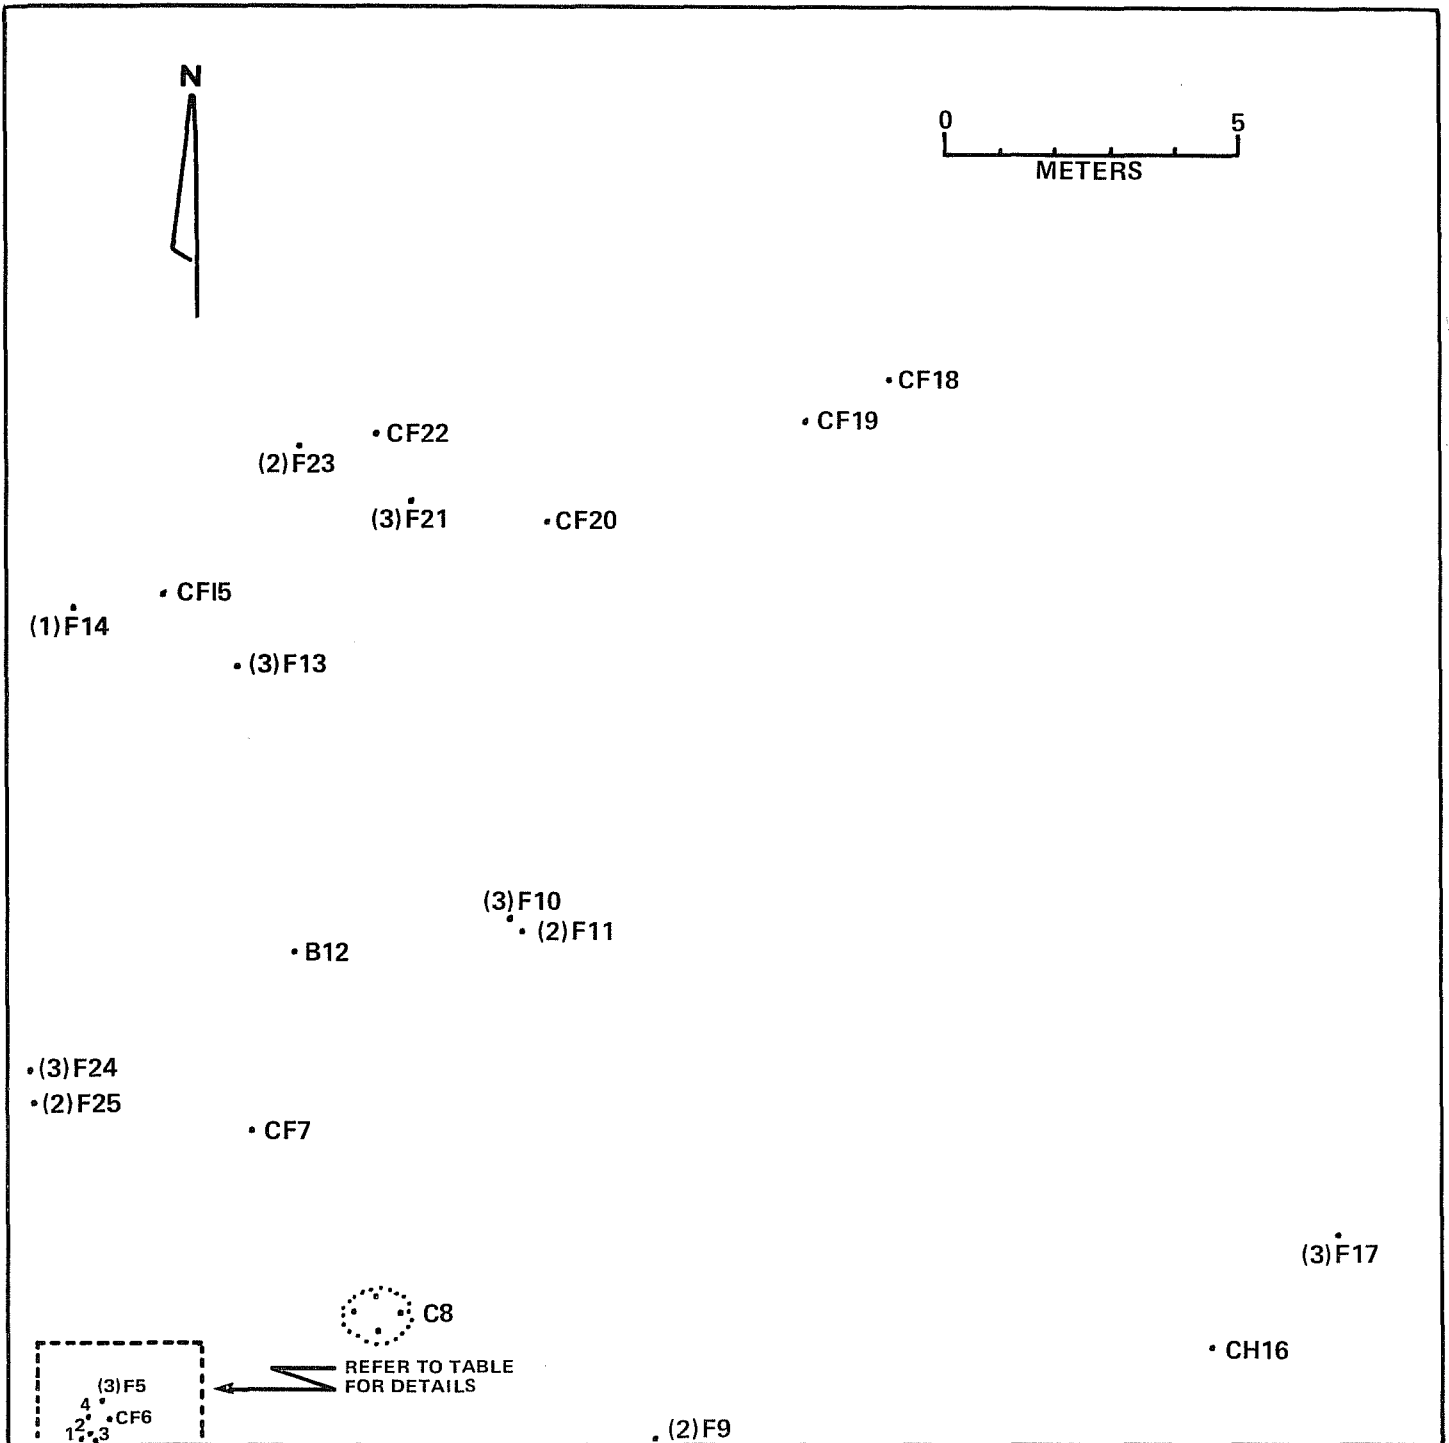 N
0 5
METERS
CF18
CF19
CF22
(2)F23
(3)F21
CF20
CFI5
(1)F14
(3)F13
(3)F10
(2)F11
B12
(3)F24
(2)F25
CF7
(3)F17
C8
CH16
REFER TO TABLE
FOR DETAILS
(3)F5
4
CF6
2
1 3
(2)F9